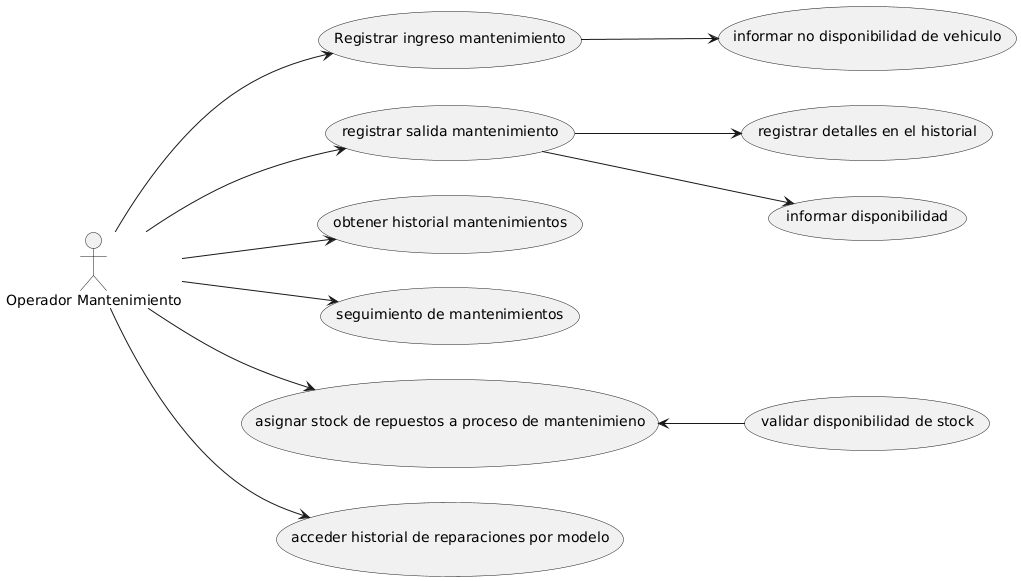 Registrar ingreso mantenimiento
informar no disponibilidad de vehiculo
registrar salida mantenimiento
registrar detalles en el historial
informar disponibilidad
obtener historial mantenimientos
Operador Mantenimiento
seguimiento de mantenimientos
asignar stock de repuestos a proceso de mantenimieno
validar disponibilidad de stock
acceder historial de reparaciones por modelo